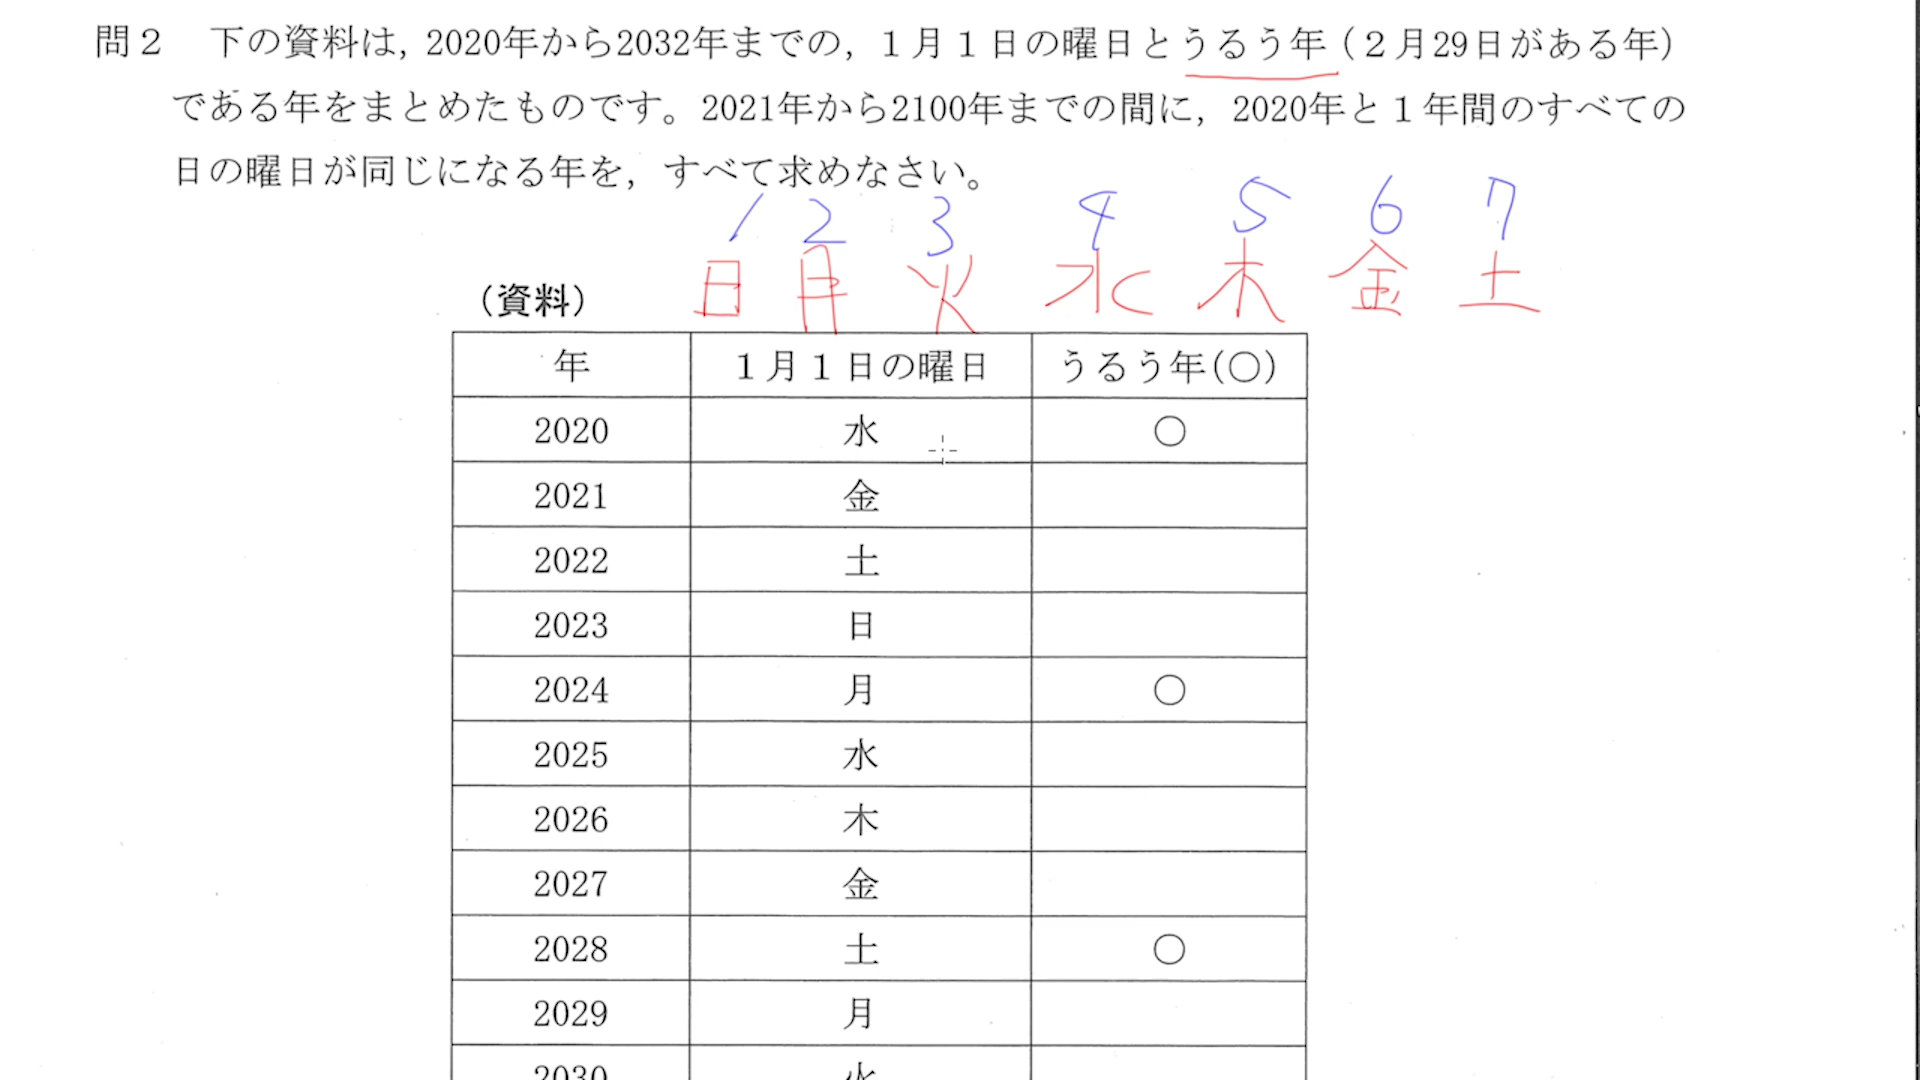 問2 下の資料は,2020年から2032年までの,1月1日の曜日とうるう年(2月29日がある年)
である年をまとめたものです。2021年から2100年までの間に,2020年と1年間のすべての
日の曜日が同じになる年を,すべて求めなさい。
1 2 3 4 5 6 7
日 月 火 水 木 金 土
(資料)
年 1月1日の曜日 うるう年(○)
2020 水 ○
2021 金
2022 土
2023 日
2024 月 ○
2025 水
2026 木
2027 金
2028 土 ○
2029 月
2030 火